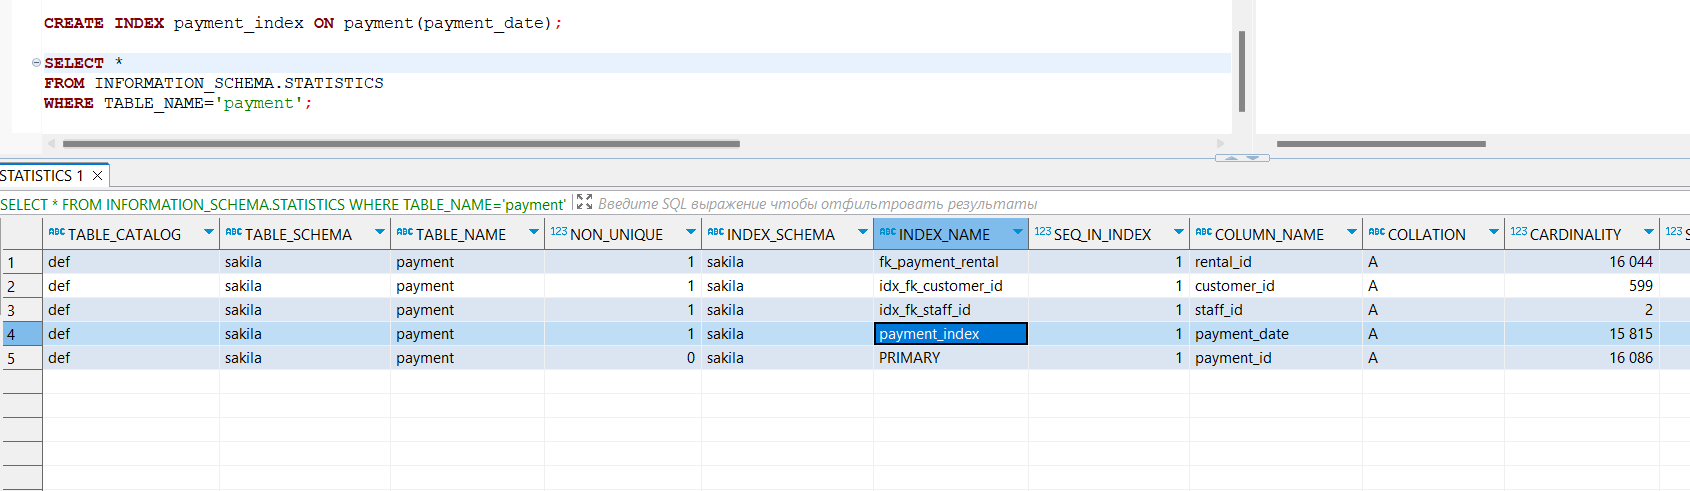 CREATE INDEX payment_index ON payment(payment_date);
SELECT *
FROM INFORMATION_SCHEMA.STATISTICS
WHERE TABLE_NAME='payment';
STATISTICS 1
SELECT * FROM INFORMATION_SCHEMA.STATISTICS WHERE TABLE_NAME='payment' Введите SQL выражение чтобы отфильтровать результаты
ABC TABLE_CATALOG ABC TABLE_SCHEMA ABC TABLE_NAME 123 NON_UNIQUE ABC INDEX_SCHEMA ABC INDEX_NAME 123 SEQ_IN_INDEX ABC COLUMN_NAME ABC COLLATION 123 CARDINALITY 123 S
1 def sakila payment 1 sakila fk_payment_rental 1 rental_id A 16 044
2 def sakila payment 1 sakila idx_fk_customer_id 1 customer_id A 599
3 def sakila payment 1 sakila idx_fk_staff_id 1 staff_id A 2
4 def sakila payment 1 sakila payment_index 1 payment_date A 15 815
5 def sakila payment 0 sakila PRIMARY 1 payment_id A 16 086